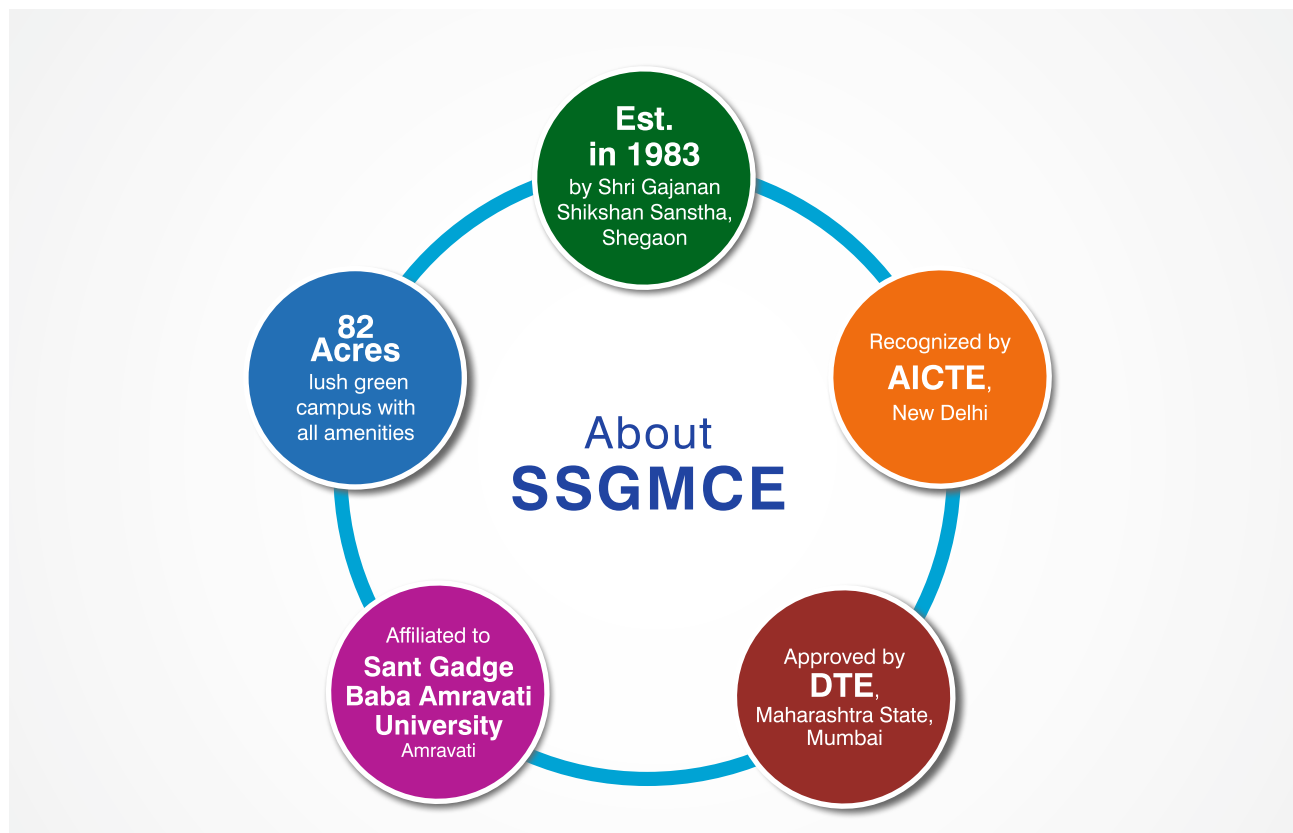 Est.
in 1983
by Shri Gajanan
Shikshan Sanstha,
Shegaon
Recognized by
AICTE,
New Delhi
Approved by
DTE,
Maharashtra State,
Mumbai
Affiliated to
Sant Gadge
Baba Amravati
University
Amravati
82
Acres
lush green
campus with
all amenities
About
SSGMCE